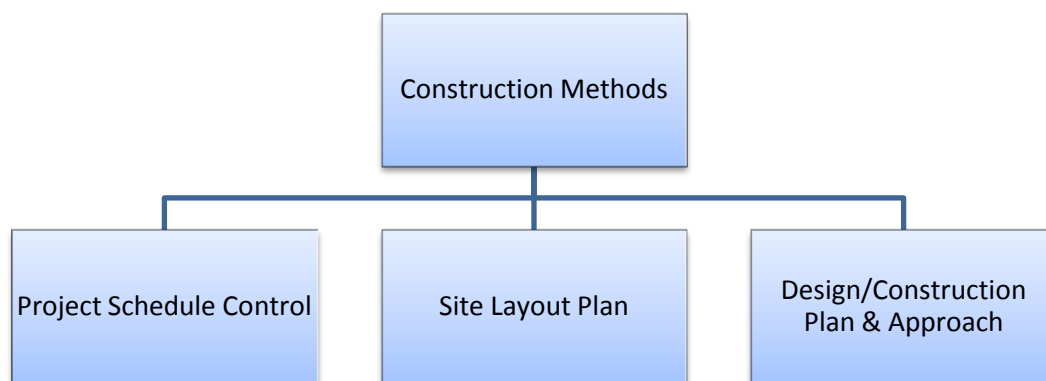 Construction Methods
Project Schedule Control
Site Layout Plan
Design/Construction
Plan & Approach